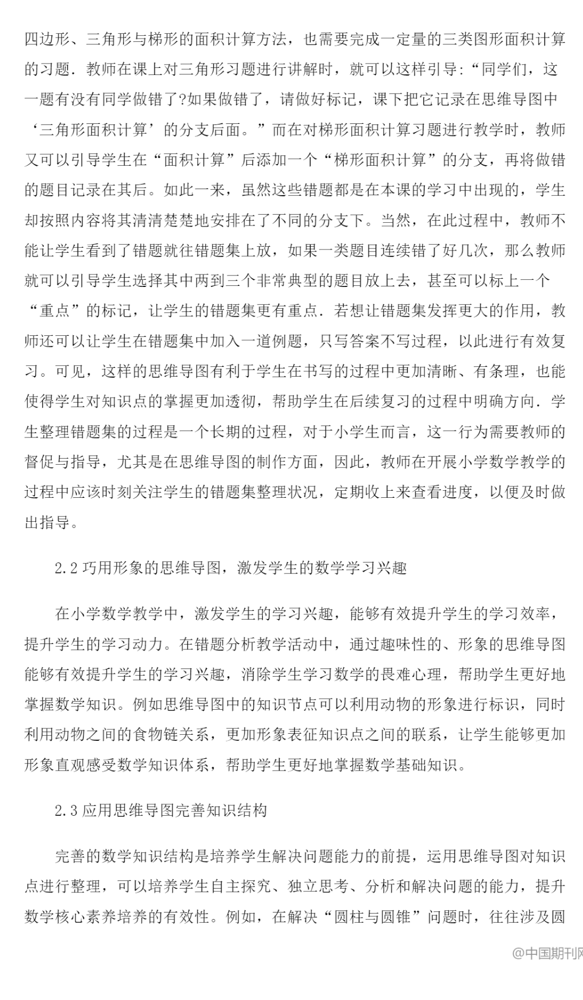 四边形、三角形与梯形的面积计算方法，也需要完成一定量的三类图形面积计算
的习题．教师在课上对三角形习题进行讲解时，就可以这样引导:“同学们，这
一题有没有同学做错了?如果做错了，请做好标记，课下把它记录在思维导图中
‘三角形面积计算’的分支后面。”而在对梯形面积计算习题进行教学时，教师
又可以引导学生在“面积计算”后添加一个“梯形面积计算”的分支，再将做错
的题目记录在其后。如此一来，虽然这些错题都是在本课的学习中出现的，学生
却按照内容将其清清楚楚地安排在了不同的分支下。当然，在此过程中，教师不
能让学生看到了错题就往错题集上放，如果一类题目连续错了好几次，那么教师
就可以引导学生选择其中两到三个非常典型的题目放上去，甚至可以标上一个
“重点”的标记，让学生的错题集更有重点．若想让错题集发挥更大的作用，教
师还可以让学生在错题集中加入一道例题，只写答案不写过程，以此进行有效复
习。可见，这样的思维导图有利于学生在书写的过程中更加清晰、有条理，也能
使得学生对知识点的掌握更加透彻，帮助学生在后续复习的过程中明确方向．学
生整理错题集的过程是一个长期的过程，对于小学生而言，这一行为需要教师的
督促与指导，尤其是在思维导图的制作方面，因此，教师在开展小学数学教学的
过程中应该时刻关注学生的错题集整理状况，定期收上来查看进度，以便及时做
出指导。
2.2 巧用形象的思维导图，激发学生的数学学习兴趣
在小学数学教学中，激发学生的学习兴趣，能够有效提升学生的学习效率，
提升学生的学习动力。在错题分析教学活动中，通过趣味性的、形象的思维导图
能够有效提升学生的学习兴趣，消除学生学习数学的畏难心理，帮助学生更好地
掌握数学知识。例如思维导图中的知识节点可以利用动物的形象进行标识，同时
利用动物之间的食物链关系，更加形象表征知识点之间的联系，让学生能够更加
形象直观感受数学知识体系，帮助学生更好地掌握数学基础知识。
2.3 应用思维导图完善知识结构
完善的数学知识结构是培养学生解决问题能力的前提，运用思维导图对知识
点进行整理，可以培养学生自主探究、独立思考、分析和解决问题的能力，提升
数学核心素养培养的有效性。例如，在解决“圆柱与圆锥”问题时，往往涉及圆
@中国期刊网